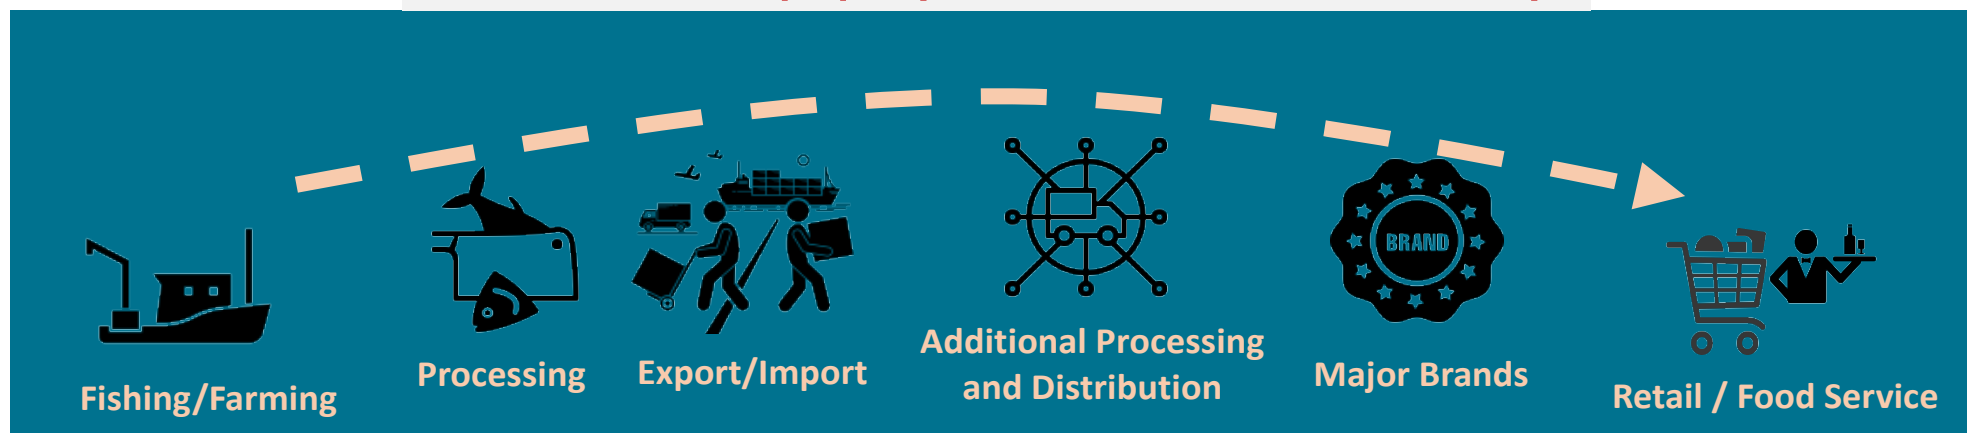 BRAND
Fishing/Farming
Processing
Export/Import
Additional Processing
and Distribution
Major Brands
Retail / Food Service